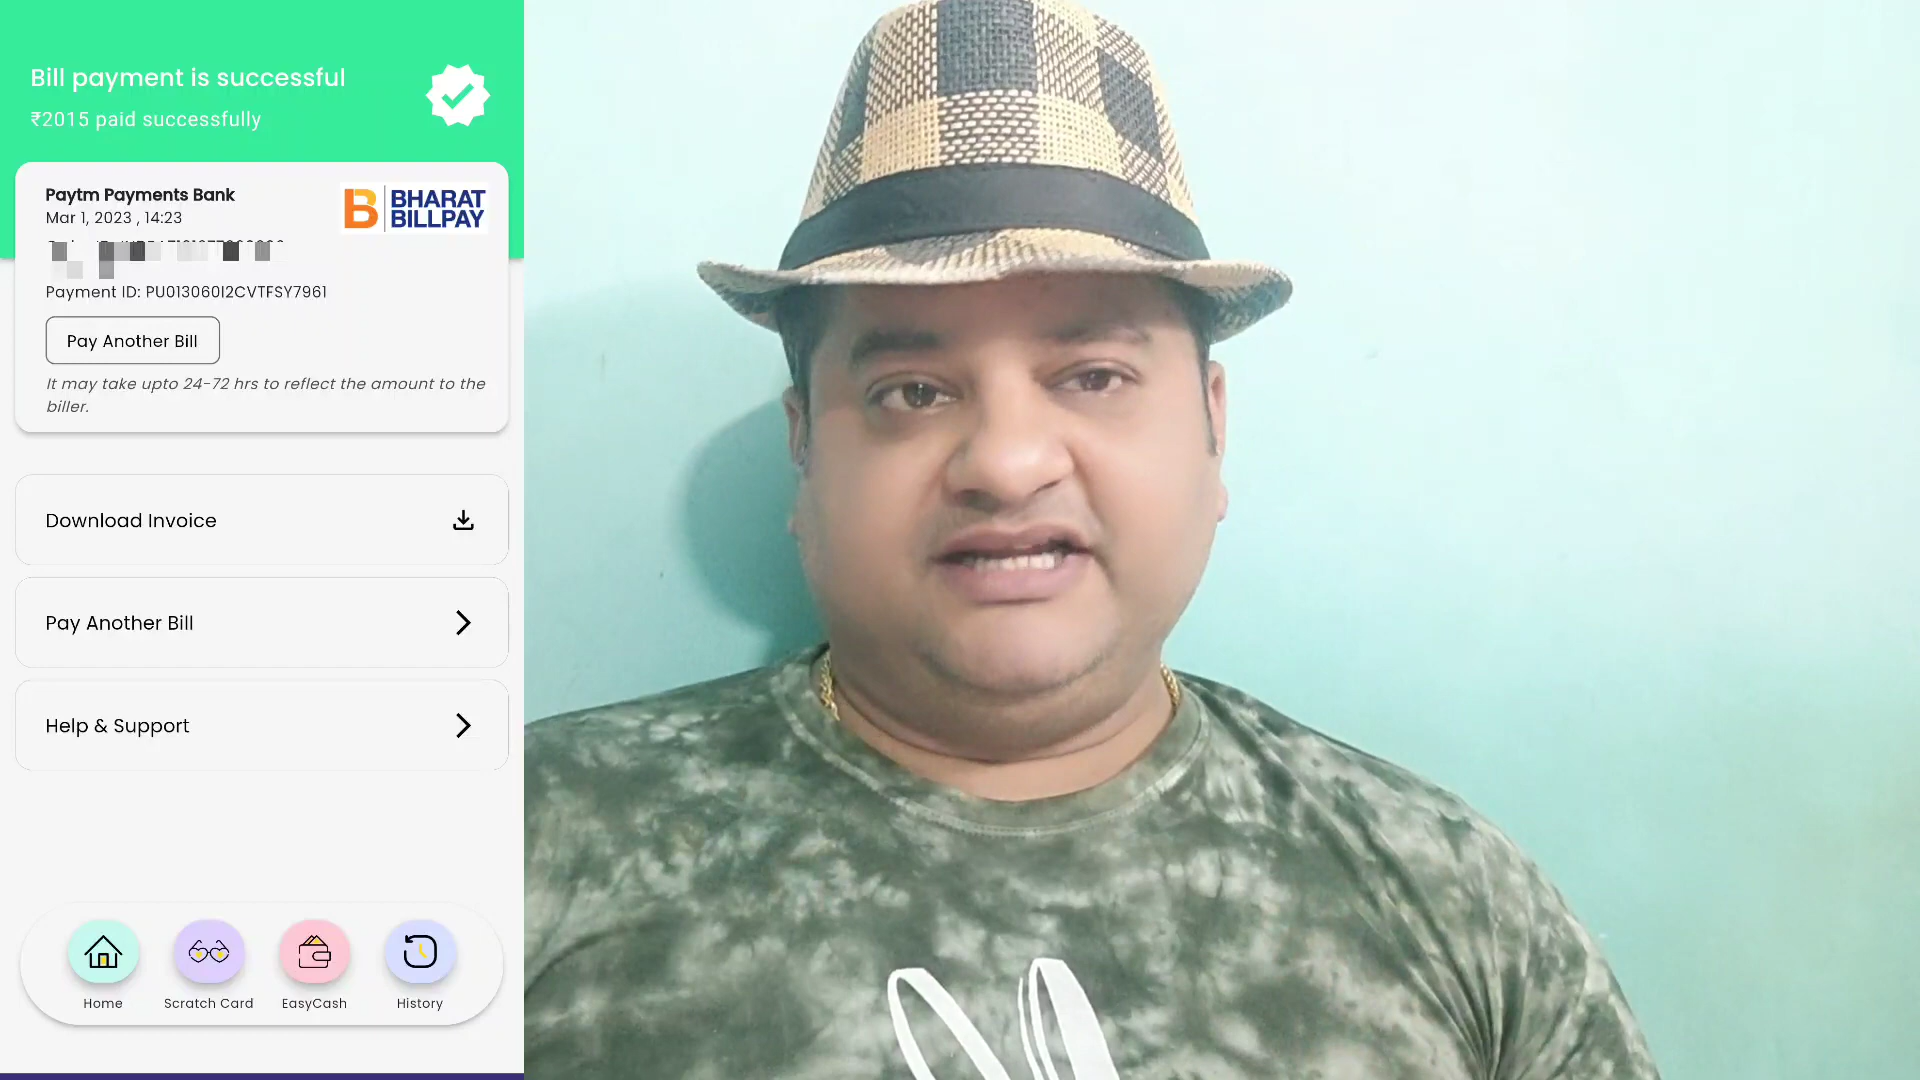 Bill payment is successful
₹2015 paid successfully
Paytm Payments Bank
Mar 1, 2023 , 14:23
BHARAT
BILLPAY
Payment ID: PU013060I2CVTFSY7961
Pay Another Bill
It may take upto 24-72 hrs to reflect the amount to the
biller.
Download Invoice
Pay Another Bill
Help & Support
Home
Scratch Card
EasyCash
History